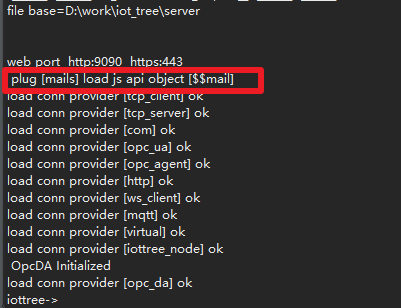 file base=D:\work\iot_tree\server
web port  http:9090  https:443
plug [mails] load js api object [$$mail]
load conn provider [tcp_client] ok
load conn provider [tcp_server] ok
load conn provider [com] ok
load conn provider [opc_ua] ok
load conn provider [opc_agent] ok
load conn provider [http] ok
load conn provider [ws_client] ok
load conn provider [mqtt] ok
load conn provider [virtual] ok
load conn provider [iottree_node] ok
OpcDA Initialized
load conn provider [opc_da] ok
iottree->